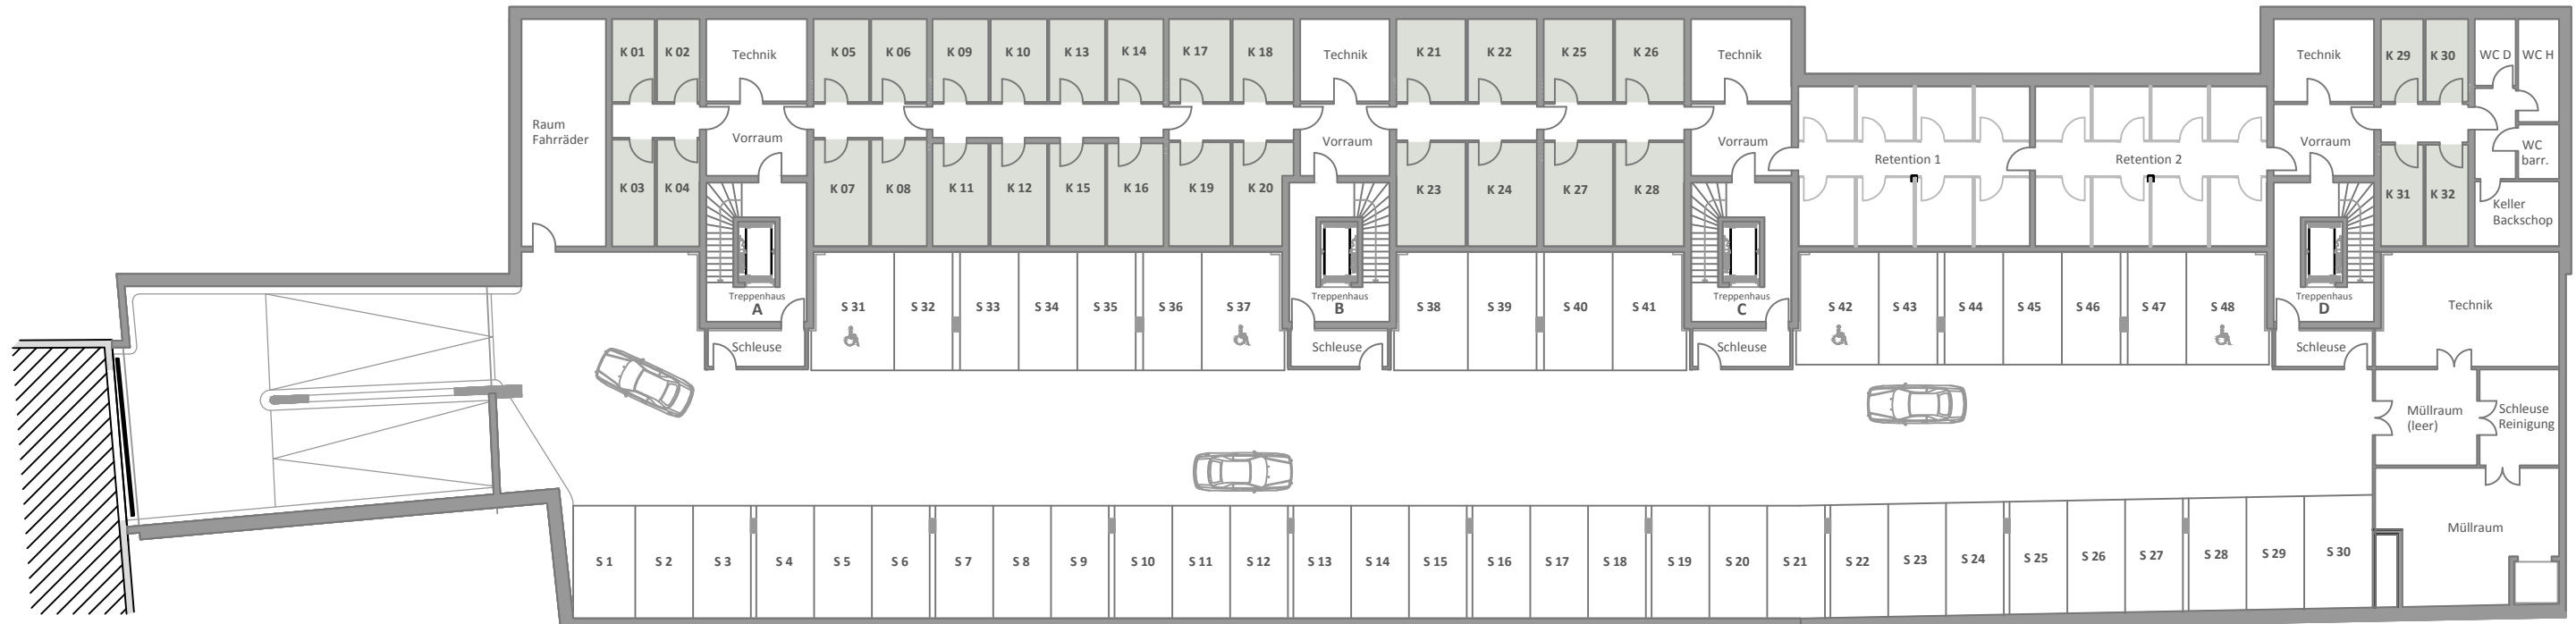 K 01
K 02
Technik
K 05
K 06
K 09
K 10
K 13
K 14
K 17
K 18
Technik
K 21
K 22
K 25
K 26
Technik
Technik
K 29
K 30
WC D
WC H
Raum
Fahrräder
Vorraum
Vorraum
Vorraum
Retention 1
Retention 2
Vorraum
WC
barr.
K 03
K 04
K 07
K 08
K 11
K 12
K 15
K 16
K 19
K 20
K 23
K 24
K 27
K 28
K 31
K 32
Keller
Backschop
Treppenhaus
A
Treppenhaus
B
Treppenhaus
C
Treppenhaus
D
S 31
S 32
S 33
S 34
S 35
S 36
S 37
S 38
S 39
S 40
S 41
S 42
S 43
S 44
S 45
S 46
S 47
S 48
Technik
Schleuse
Schleuse
Schleuse
Schleuse
Müllraum
(leer)
Schleuse
Reinigung
Müllraum
S 1
S 2
S 3
S 4
S 5
S 6
S 7
S 8
S 9
S 10
S 11
S 12
S 13
S 14
S 15
S 16
S 17
S 18
S 19
S 20
S 21
S 22
S 23
S 24
S 25
S 26
S 27
S 28
S 29
S 30